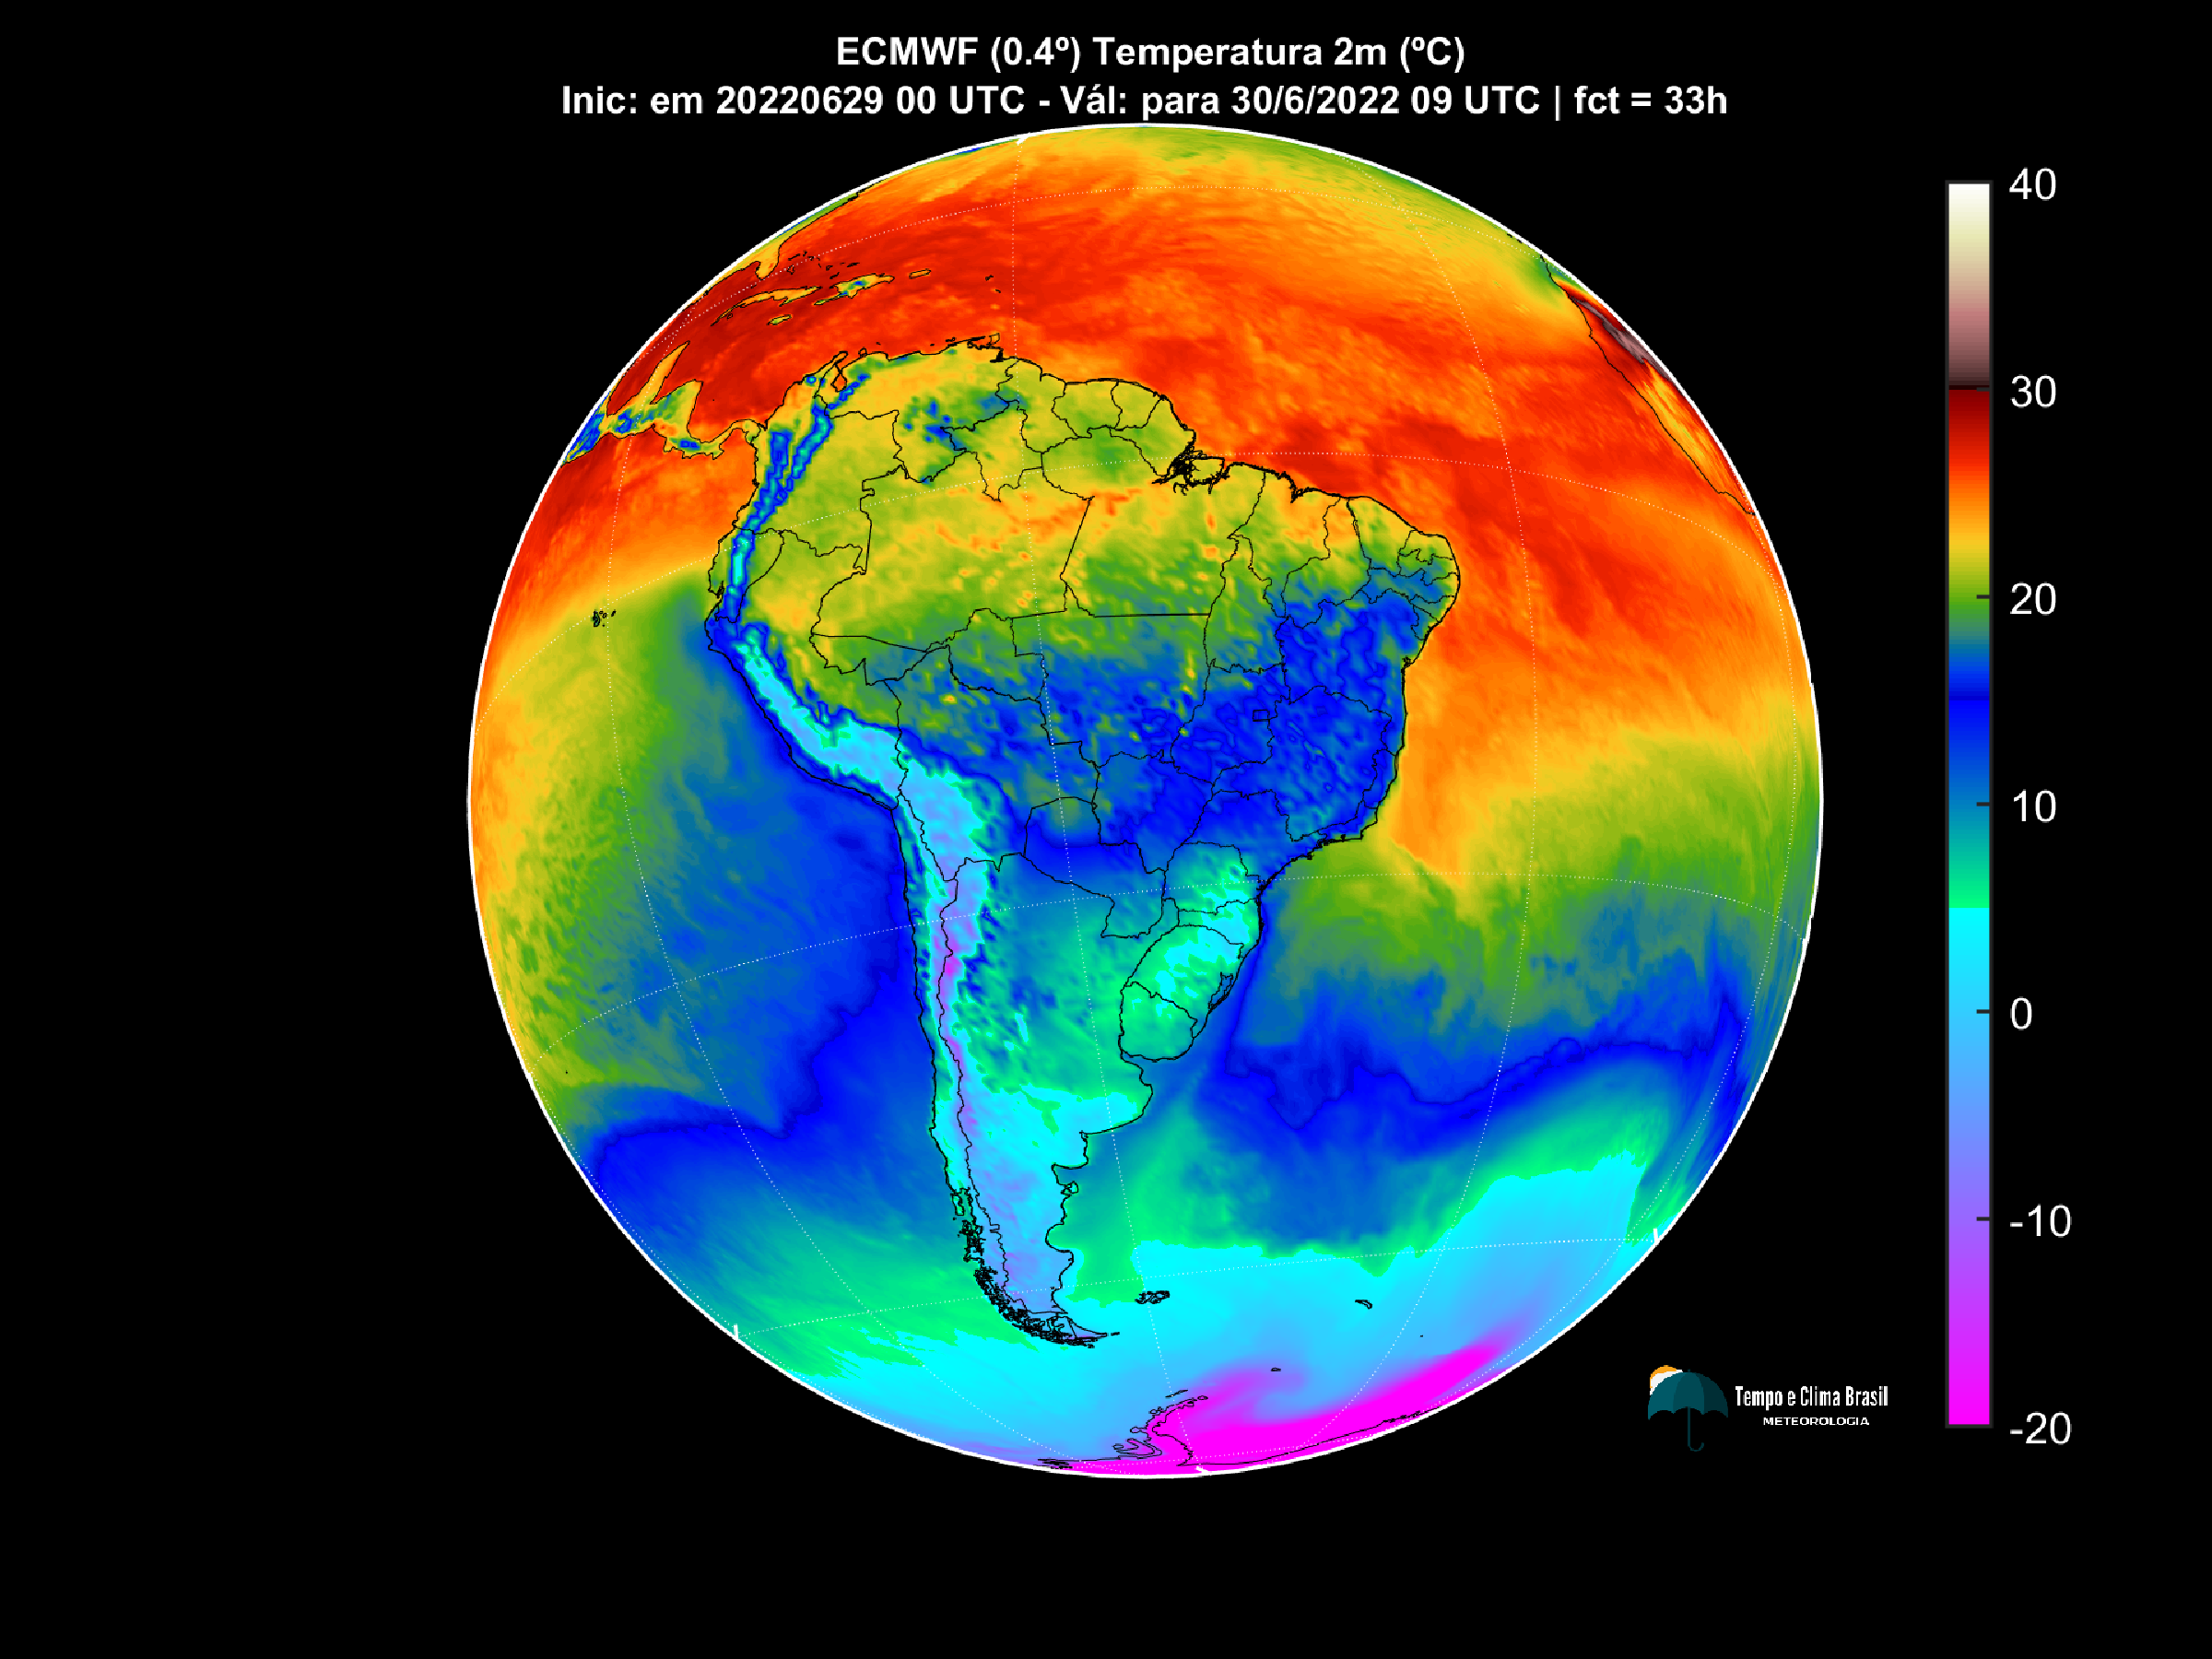 ECMWF (0.4º) Temperatura 2m (ºC)
Inic: em 20220629 00 UTC - Vál: para 30/6/2022 09 UTC | fct = 33h
40
30
20
10
0
-10
-20
Tempo e Clima Brasil
METEOROLOGIA